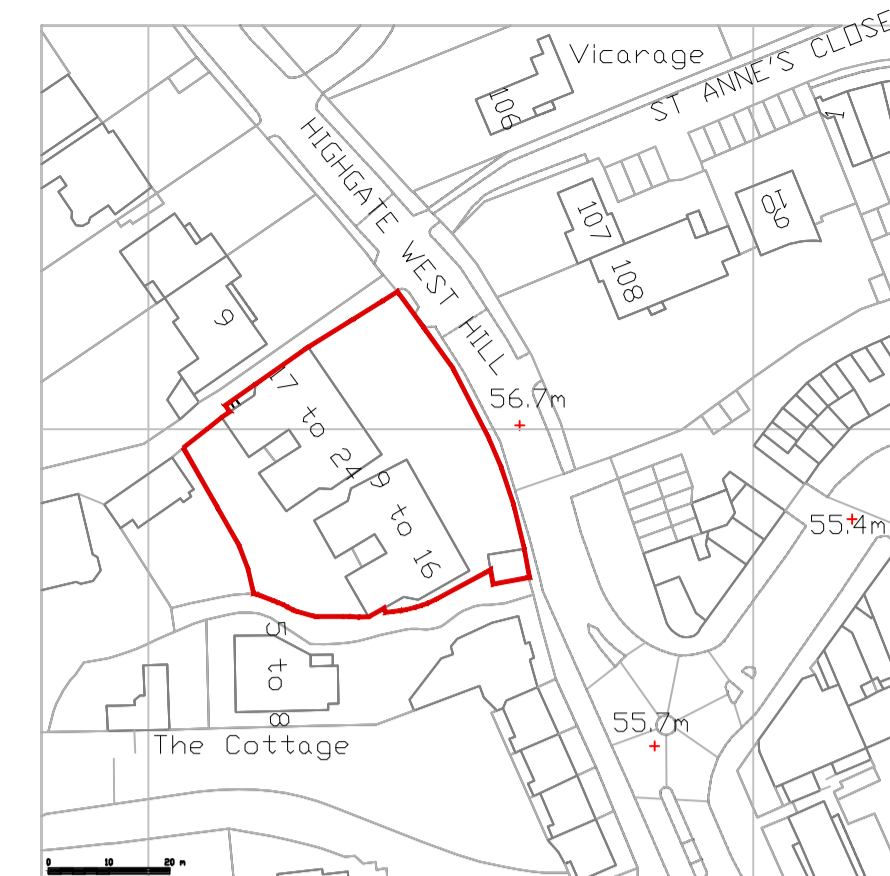 Vicarage
106
ST ANNE'S CLOSE
1
HIGHGATE WEST HILL
107
108
9
17 to 24
9 to 16
56.7m
55.4m
5 to 8
55.7m
The Cottage
0 10 20 m